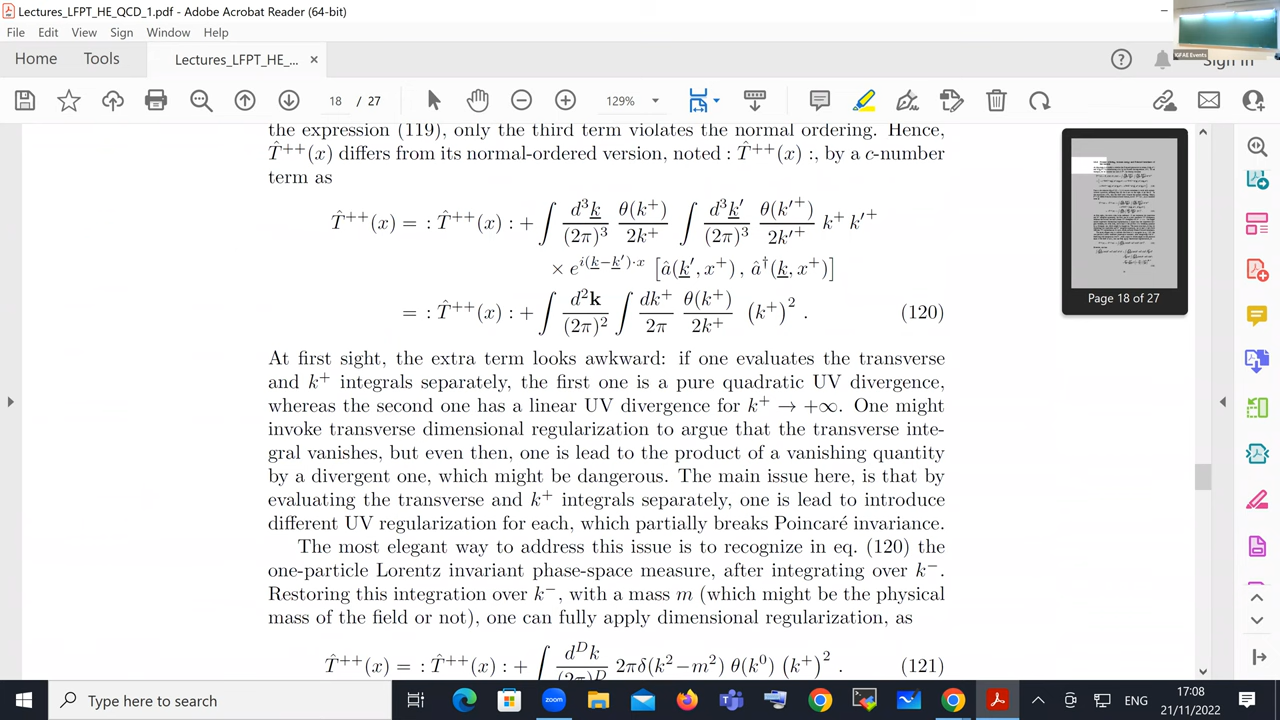 Lectures_LFPT_HE_QCD_1.pdf - Adobe Acrobat Reader (64-bit)
File Edit View Sign Window Help
KIFAE Events
Home Tools Lectures_LFPT_HE_... × Sign In
18 / 27 129%
the expression (119), only the third term violates the normal ordering. Hence,
T̂⁺⁺(x) differs from its normal-ordered version, noted : T̂⁺⁺(x) :, by a c-number
term as
T̂⁺⁺(x) = : T̂⁺⁺(x) : + ∫ d³k̲/(2π)³ θ(k⁺)/2k⁺ ∫ d³k̲′/(2π)³ θ(k′⁺)/2k′⁺ k⁺k′⁺
× e^{i(k̲−k̲′)·x} [â(k̲′, x⁺) , â†(k̲, x⁺)]
= : T̂⁺⁺(x) : + ∫ d²𝐤/(2π)² ∫ dk⁺/2π θ(k⁺)/2k⁺ (k⁺)² . (120)
At first sight, the extra term looks awkward: if one evaluates the transverse
and k⁺ integrals separately, the first one is a pure quadratic UV divergence,
whereas the second one has a linear UV divergence for k⁺ → +∞. One might
invoke transverse dimensional regularization to argue that the transverse inte-
gral vanishes, but even then, one is lead to the product of a vanishing quantity
by a divergent one, which might be dangerous. The main issue here, is that by
evaluating the transverse and k⁺ integrals separately, one is lead to introduce
different UV regularization for each, which partially breaks Poincaré invariance.
The most elegant way to address this issue is to recognize in eq. (120) the
one-particle Lorentz invariant phase-space measure, after integrating over k⁻.
Restoring this integration over k⁻, with a mass m (which might be the physical
mass of the field or not), one can fully apply dimensional regularization, as
T̂⁺⁺(x) = : T̂⁺⁺(x) : + ∫ dᴰk/(2π)ᴰ 2πδ(k²−m²) θ(k⁰) (k⁺)² . (121)
Page 18 of 27
Type here to search
zoom
ENG
17:08
21/11/2022